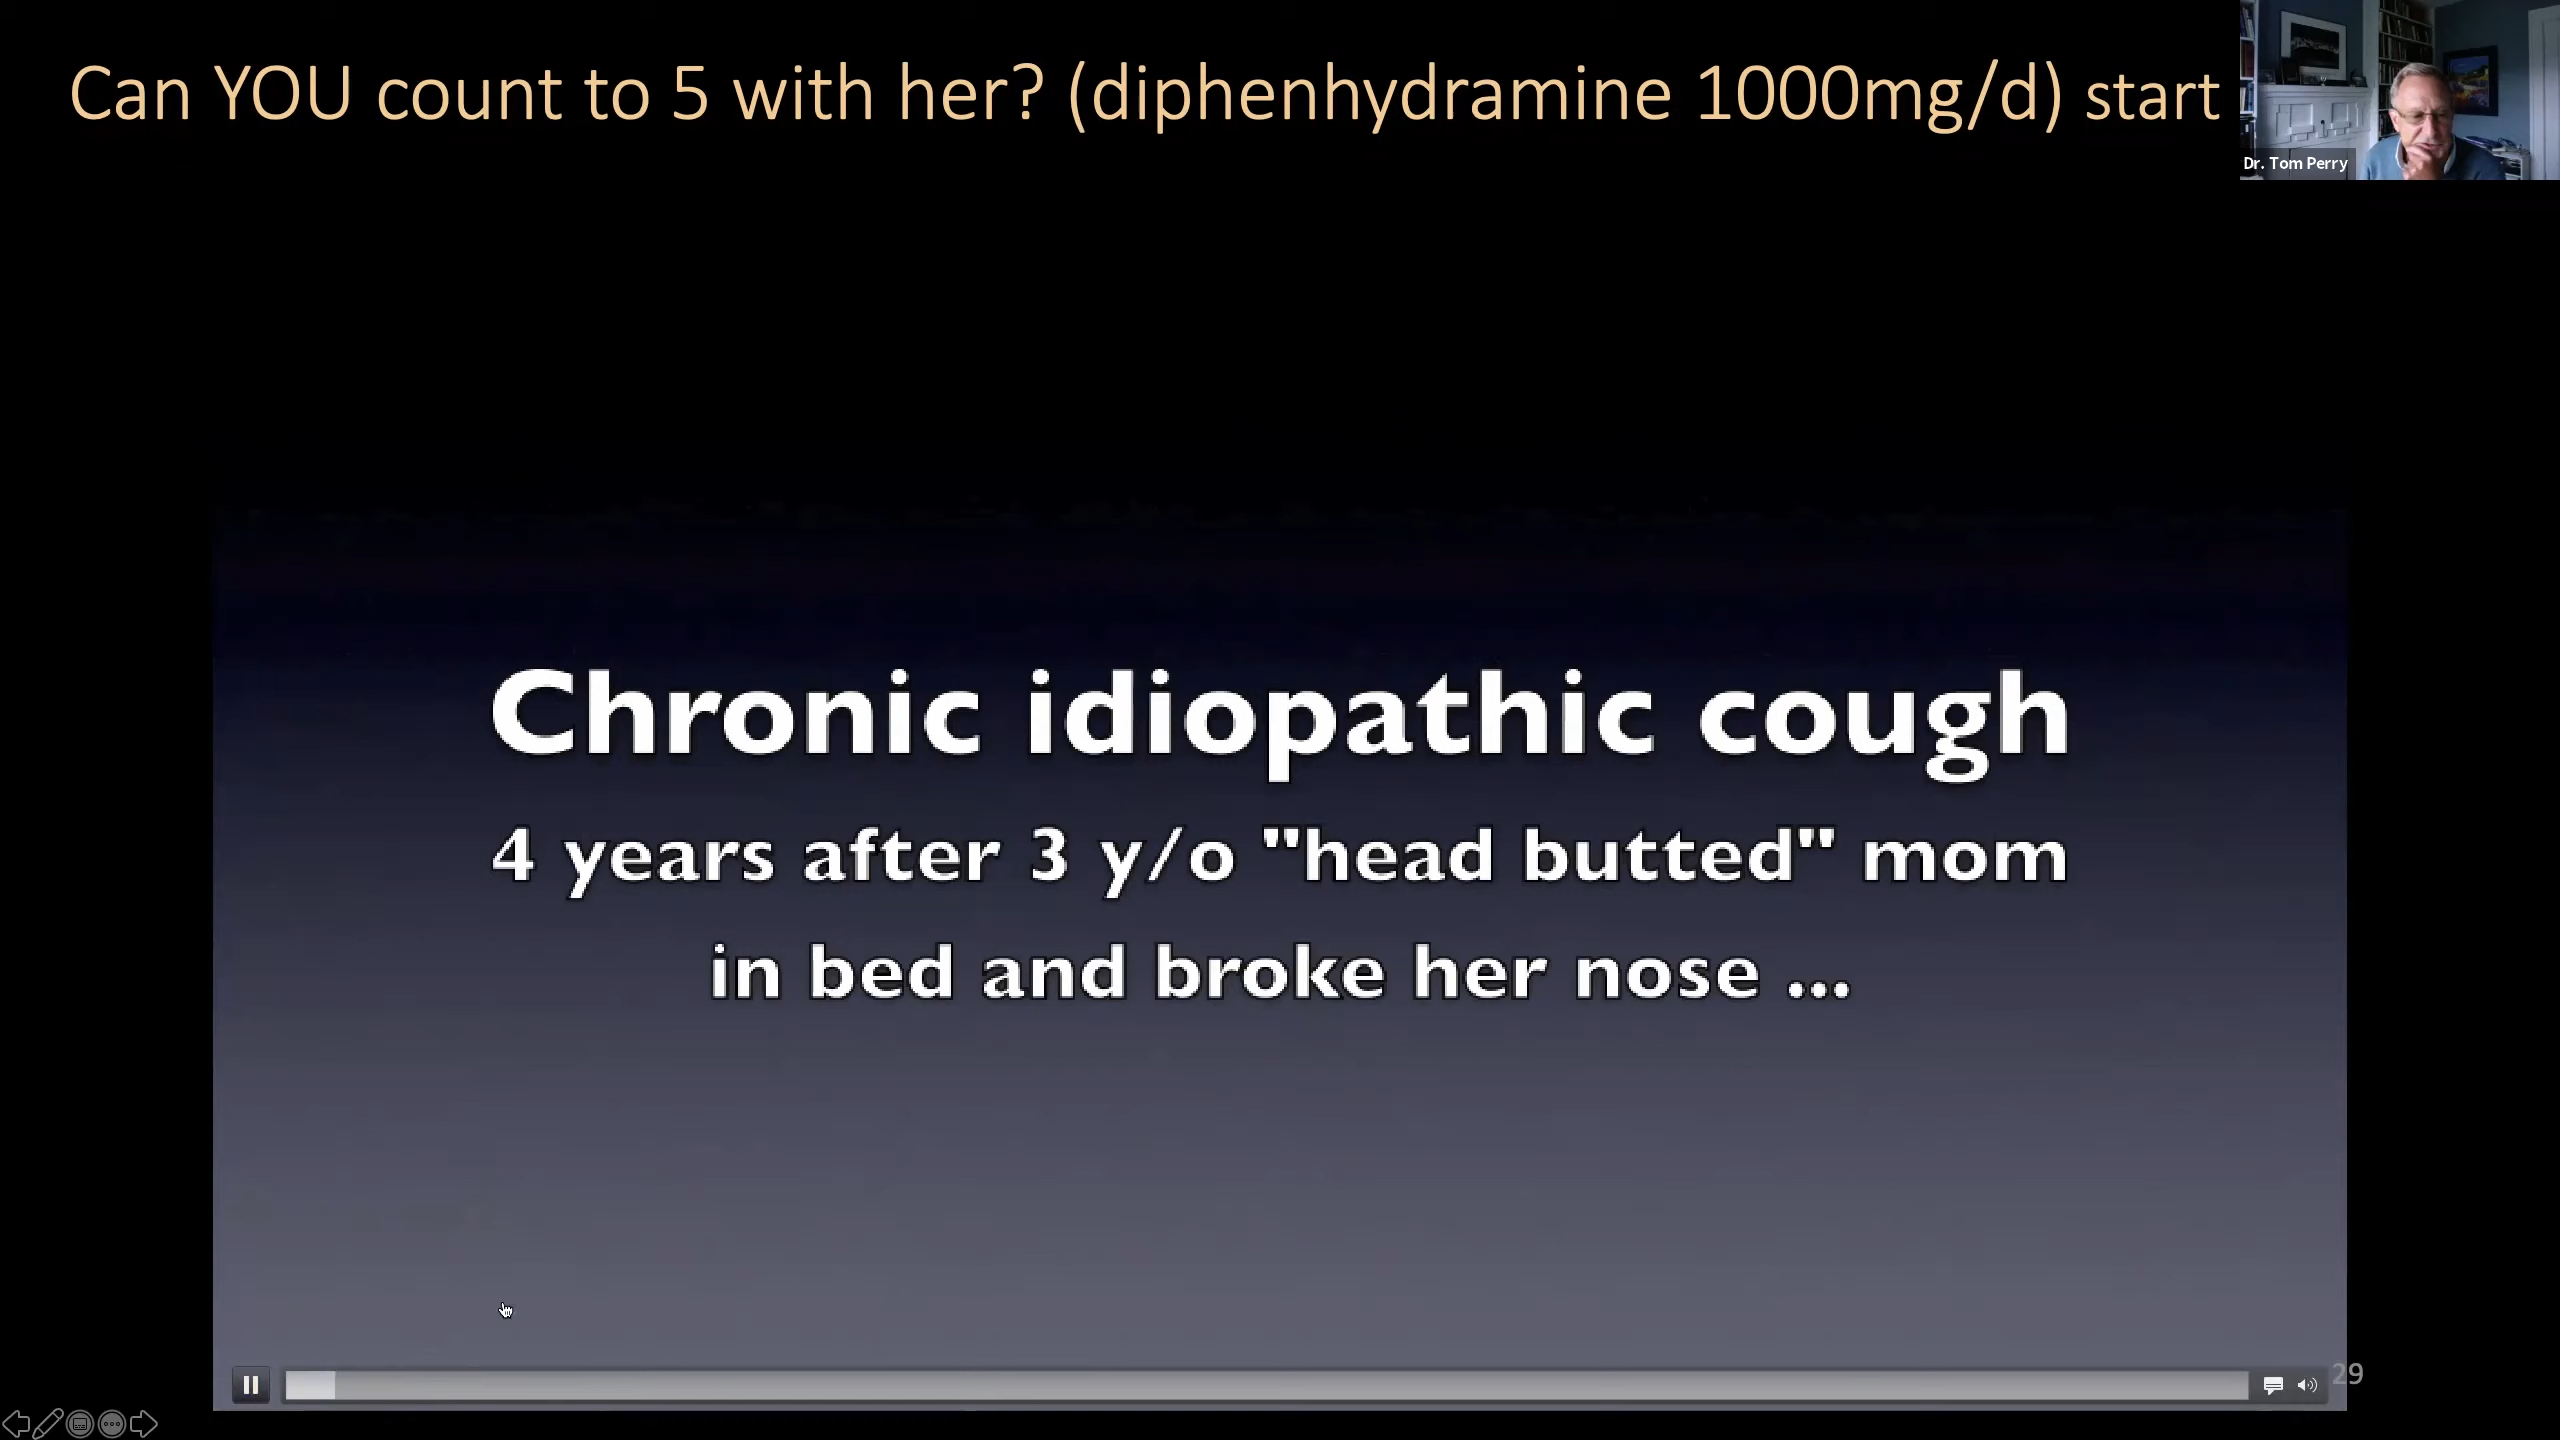 Can YOU count to 5 with her? (diphenhydramine 1000mg/d) start
Dr. Tom Perry
Chronic idiopathic cough
4 years after 3 y/o "head butted" mom
in bed and broke her nose ...
29